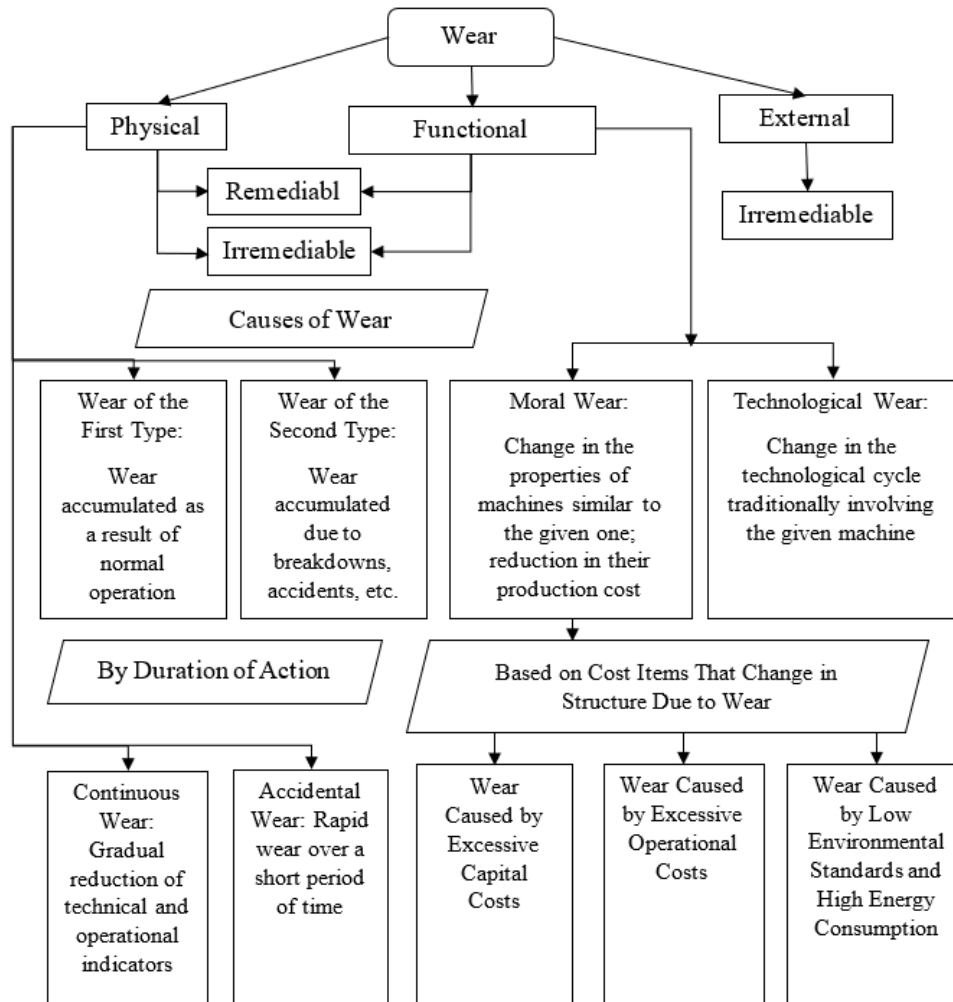 Wear
Physical
Functional
External
Remediabl
Irremediable
Irremediable
Causes of Wear
Wear of the
First Type:
Wear
accumulated as
a result of
normal
operation
Wear of the
Second Type:
Wear
accumulated
due to
breakdowns,
accidents, etc.
Moral Wear:
Change in the
properties of
machines similar to
the given one;
reduction in their
production cost
Technological Wear:
Change in the
technological cycle
traditionally involving
the given machine
By Duration of Action
Based on Cost Items That Change in
Structure Due to Wear
Continuous
Wear:
Gradual
reduction of
technical and
operational
indicators
Accidental
Wear: Rapid
wear over a
short period
of time
Wear
Caused by
Excessive
Capital
Costs
Wear Caused
by Excessive
Operational
Costs
Wear Caused
by Low
Environmental
Standards and
High Energy
Consumption